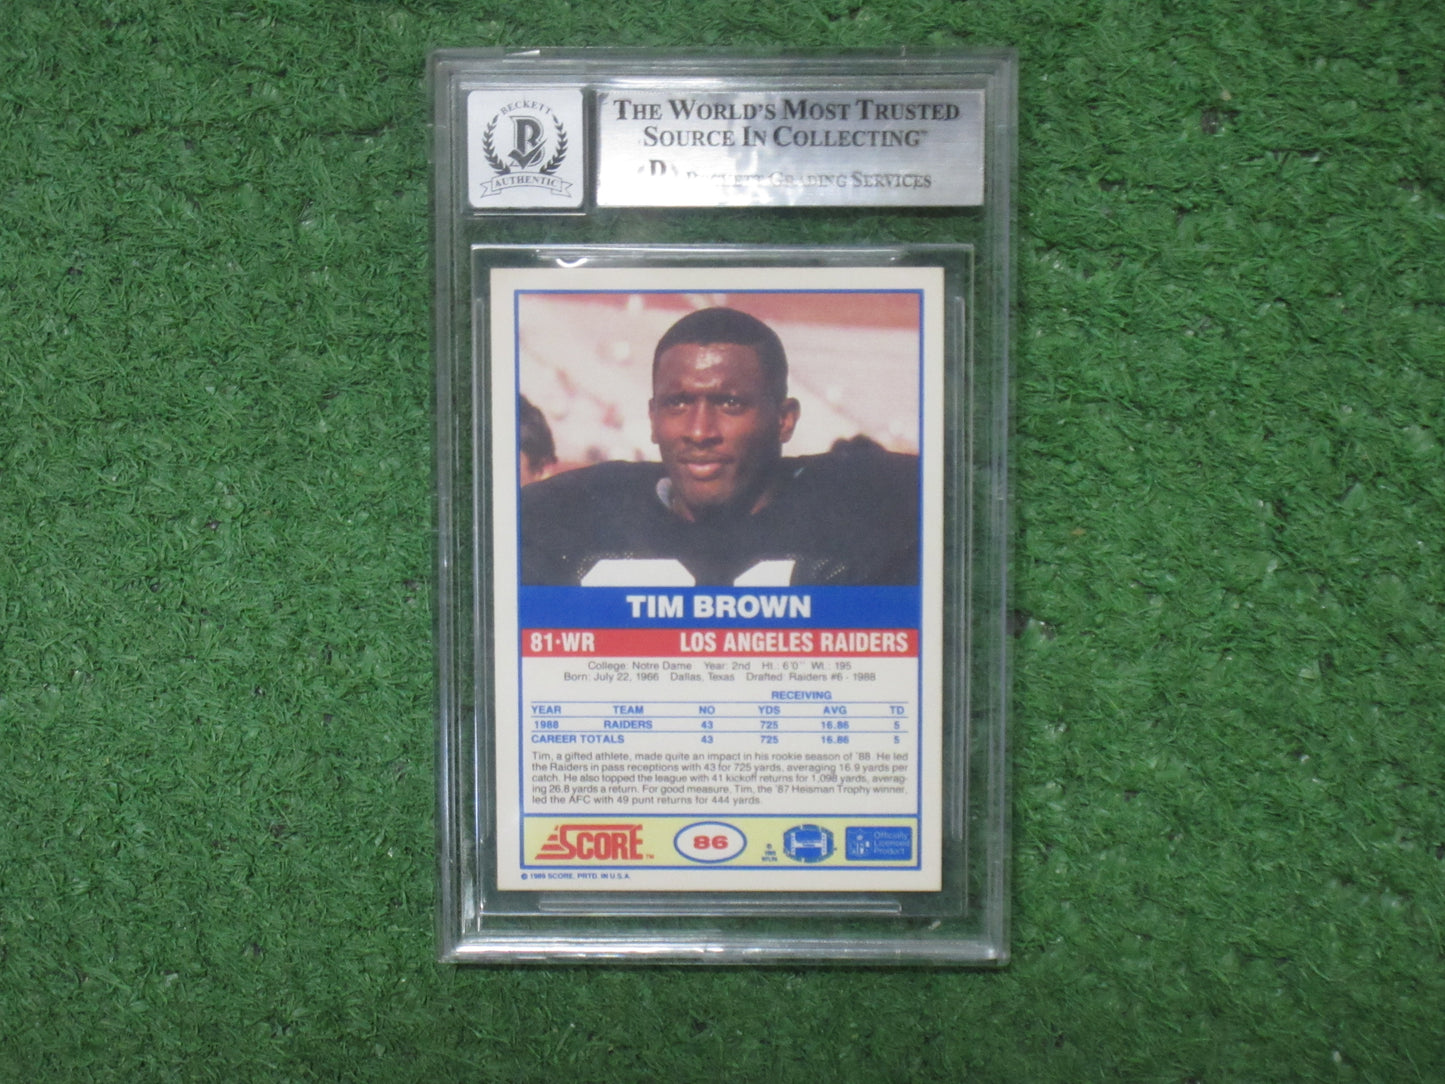 BECKETT
B
AUTHENTIC
THE WORLD'S MOST TRUSTED
SOURCE IN COLLECTING™
BECKETT GRADING SERVICES
TIM BROWN
81·WR LOS ANGELES RAIDERS
College: Notre Dame Year: 2nd Ht.: 6'0" Wt.: 195
Born: July 22, 1966 Dallas, Texas Drafted: Raiders #6 - 1988
RECEIVING
YEAR TEAM NO YDS AVG TD
1988 RAIDERS 43 725 16.86 5
CAREER TOTALS 43 725 16.86 5
Tim, a gifted athlete, made quite an impact in his rookie season of '88. He led
the Raiders in pass receptions with 43 for 725 yards, averaging 16.9 yards per
catch. He also topped the league with 41 kickoff returns for 1,098 yards, averag-
ing 26.8 yards a return. For good measure, Tim, the '87 Heisman Trophy winner,
led the AFC with 49 punt returns for 444 yards.
SCORE™
86
Officially
Licensed
Product
© 1989 SCORE, PRTD. IN U.S.A.